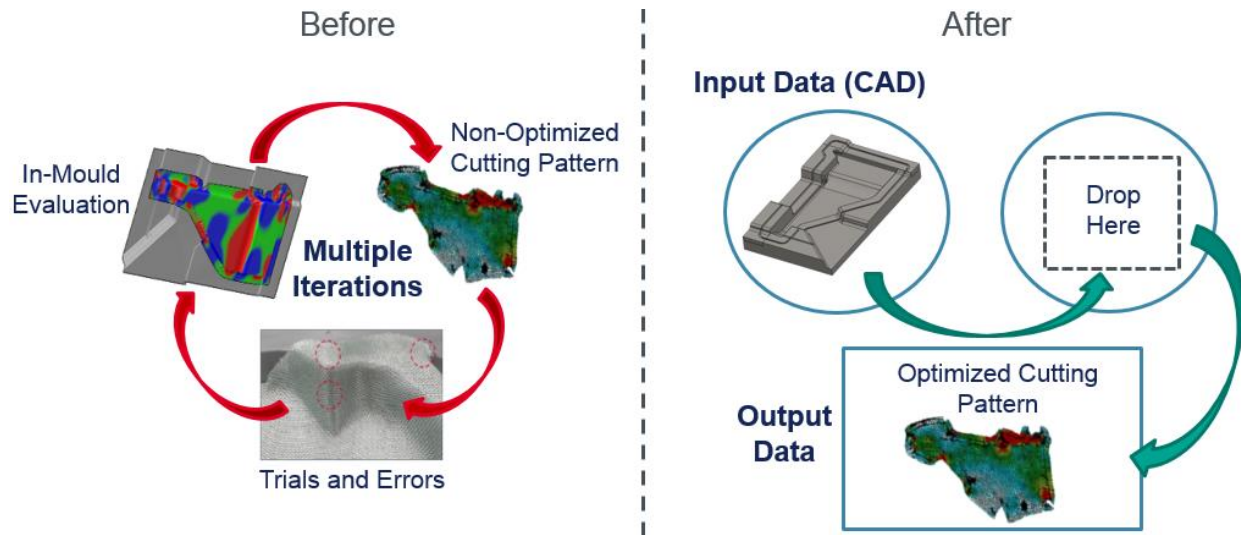 Before
In-Mould
Evaluation
Non-Optimized
Cutting Pattern
Multiple
Iterations
Trials and Errors
After
Input Data (CAD)
Drop
Here
Optimized Cutting
Pattern
Output
Data